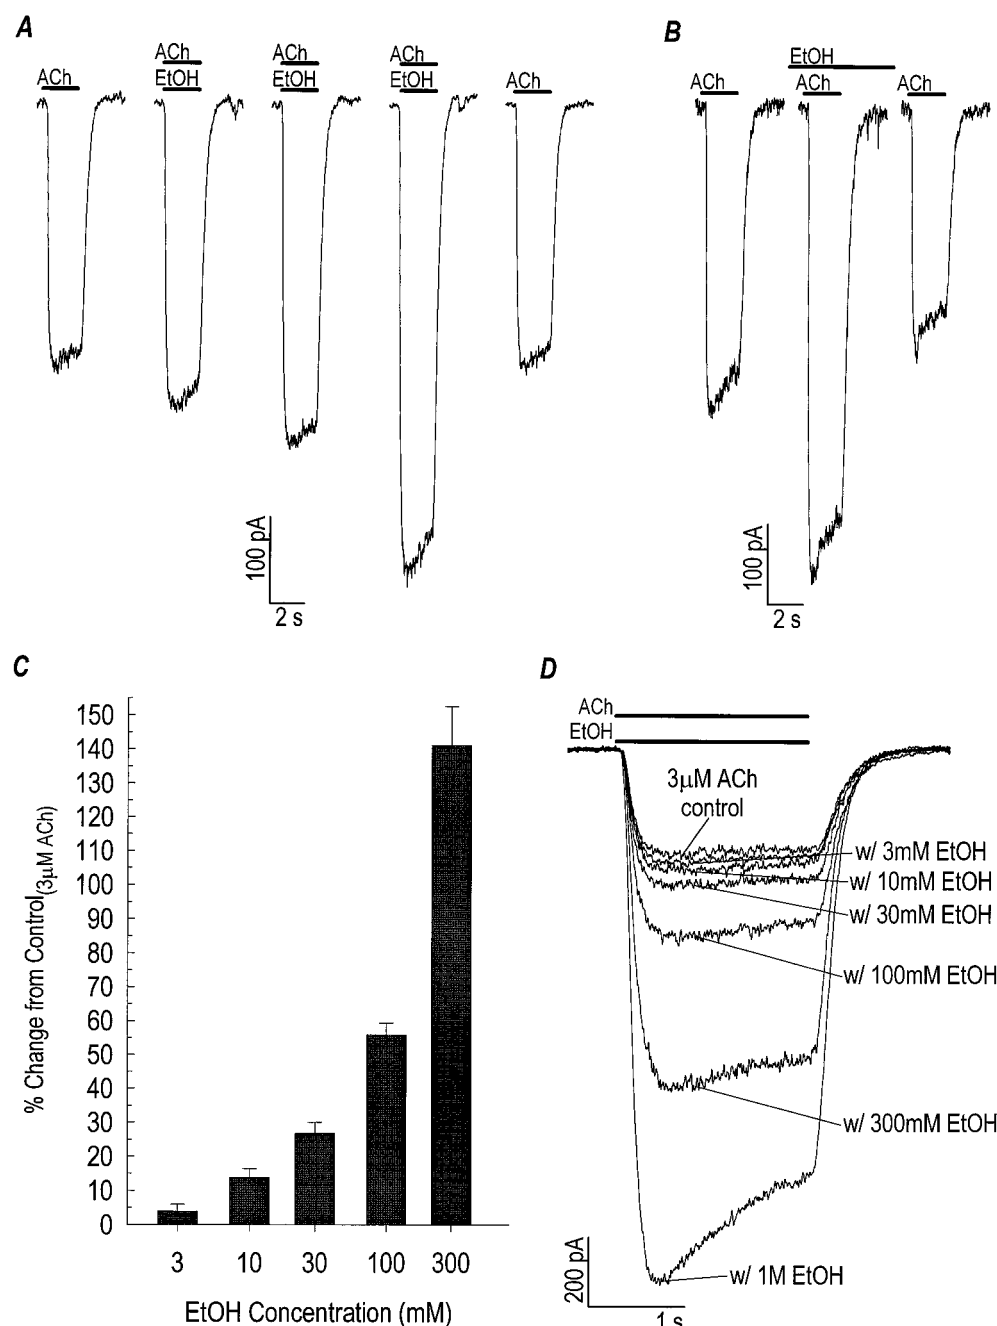 A
ACh
ACh
EtOH
ACh
EtOH
ACh
EtOH
ACh
100 pA
2 s
B
ACh
EtOH
ACh
ACh
100 pA
2 s
C
% Change from Control(3μM ACh)
150
140
130
120
110
100
90
80
70
60
50
40
30
20
10
0
3 10 30 100 300
EtOH Concentration (mM)
D
ACh
EtOH
3μM ACh
control
w/ 3mM EtOH
w/ 10mM EtOH
w/ 30mM EtOH
w/ 100mM EtOH
w/ 300mM EtOH
w/ 1M EtOH
200 pA
1 s